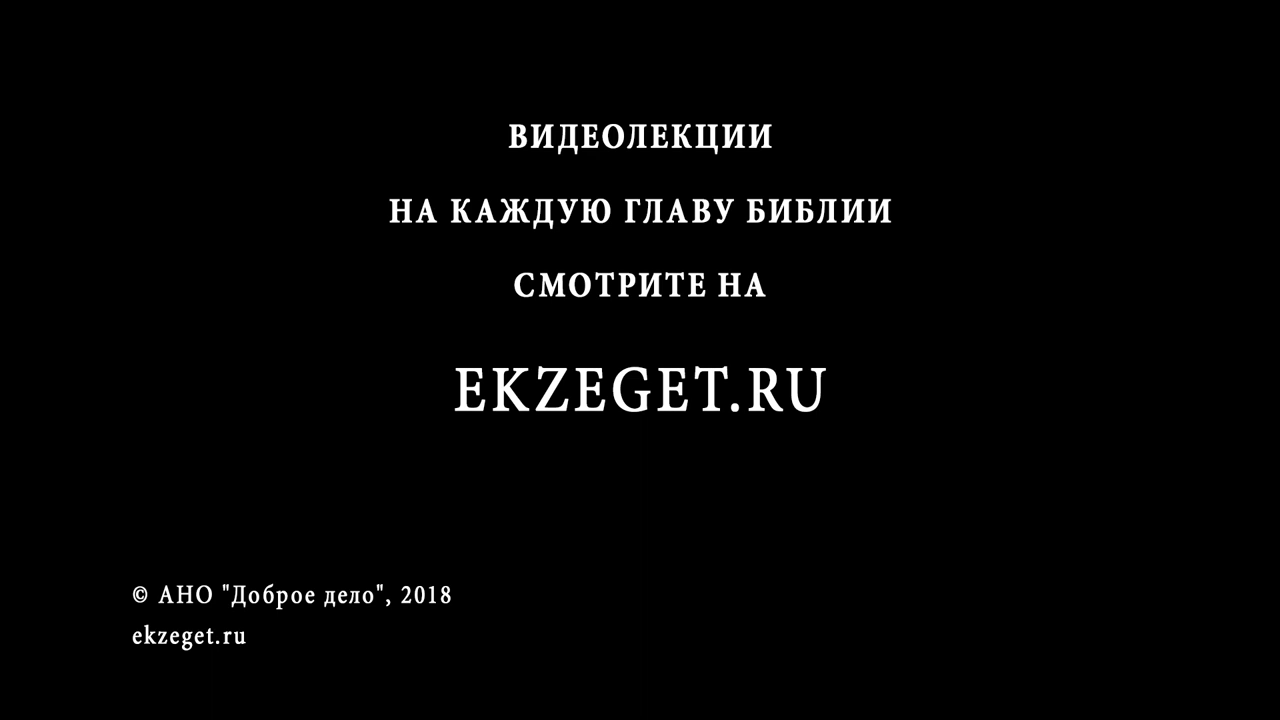 ВИДЕОЛЕКЦИИ
НА КАЖДУЮ ГЛАВУ БИБЛИИ
СМОТРИТЕ НА
EKZEGET.RU
© АНО "Доброе дело", 2018
ekzeget.ru